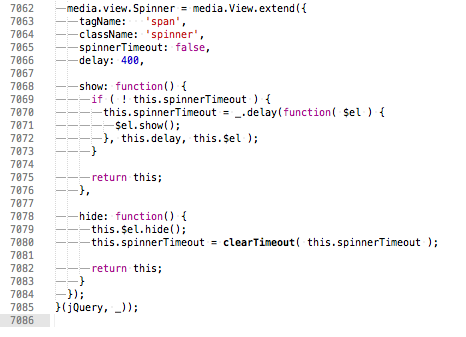 7062 media.view.Spinner = media.View.extend({
7063 tagName: 'span',
7064 className: 'spinner',
7065 spinnerTimeout: false,
7066 delay: 400,
7067
7068 show: function() {
7069 if ( ! this.spinnerTimeout ) {
7070 this.spinnerTimeout = _.delay(function( $el ) {
7071 $el.show();
7072 }, this.delay, this.$el );
7073 }
7074
7075 return this;
7076 },
7077
7078 hide: function() {
7079 this.$el.hide();
7080 this.spinnerTimeout = clearTimeout( this.spinnerTimeout );
7081
7082 return this;
7083 }
7084 });
7085 }(jQuery, _));
7086